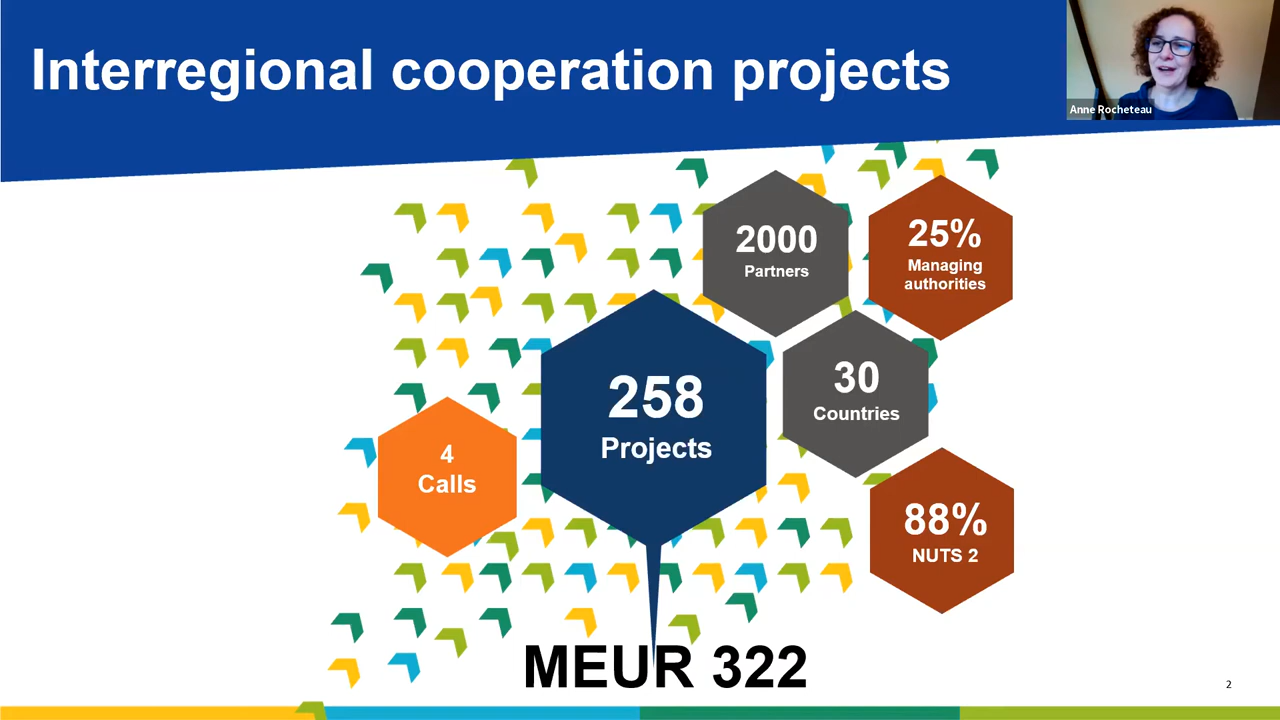 Interregional cooperation projects
Anne Rocheteau
2000
Partners
25%
Managing
authorities
258
Projects
30
Countries
4
Calls
88%
NUTS 2
MEUR 322
2